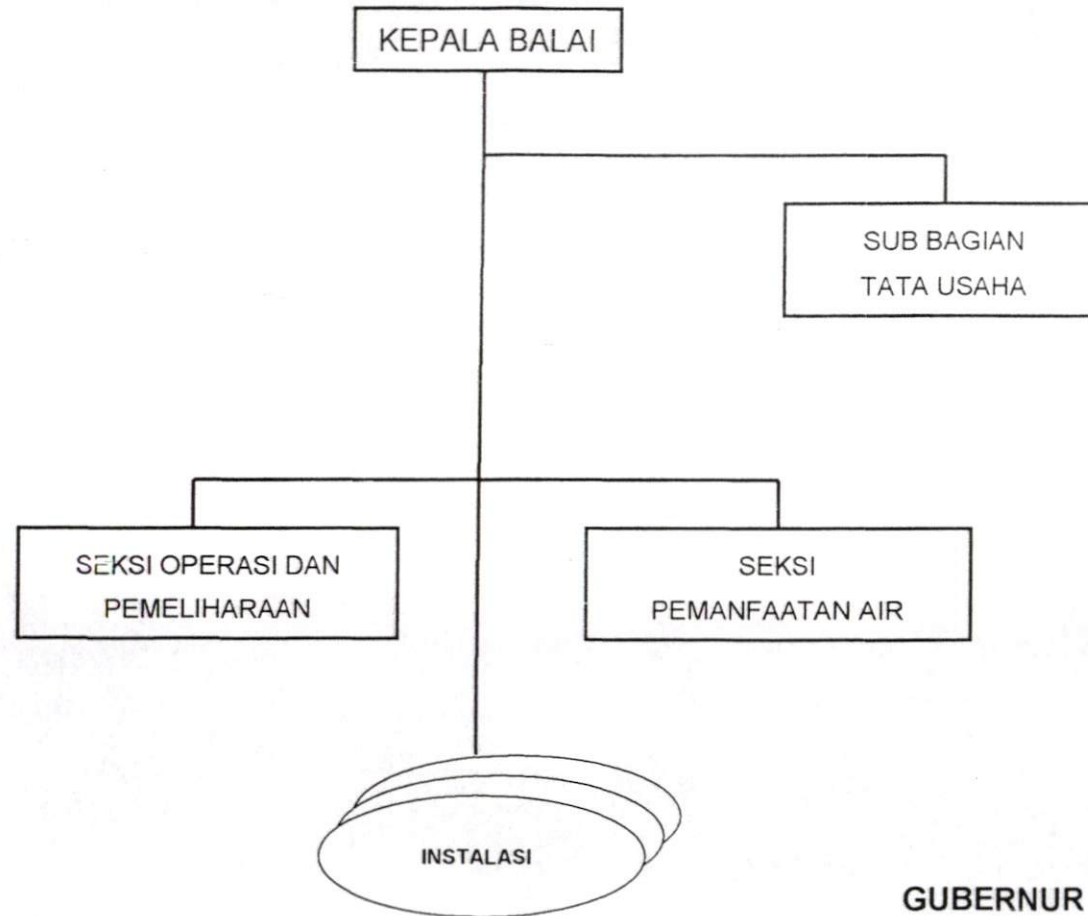 KEPALA BALAI
SUB BAGIAN
TATA USAHA
SEKSI OPERASI DAN
PEMELIHARAAN
SEKSI
PEMANFAATAN AIR
INSTALASI
GUBERNUR